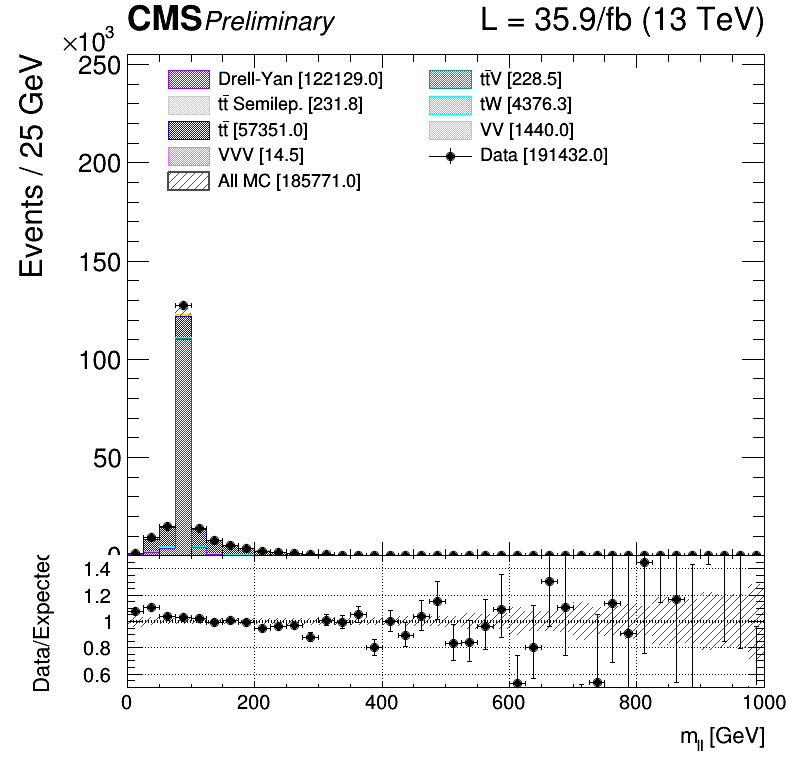 CMS Preliminary L = 35.9/fb (13 TeV)
×10³
Events / 25 GeV
250
200
150
100
50
0
Drell-Yan [122129.0]
tt̄ Semilep. [231.8]
tt̄ [57351.0]
VVV [14.5]
All MC [185771.0]
tt̄V [228.5]
tW [4376.3]
VV [1440.0]
Data [191432.0]
Data/Expected
1.4
1.2
1
0.8
0.6
0 200 400 600 800 1000
m_ll [GeV]